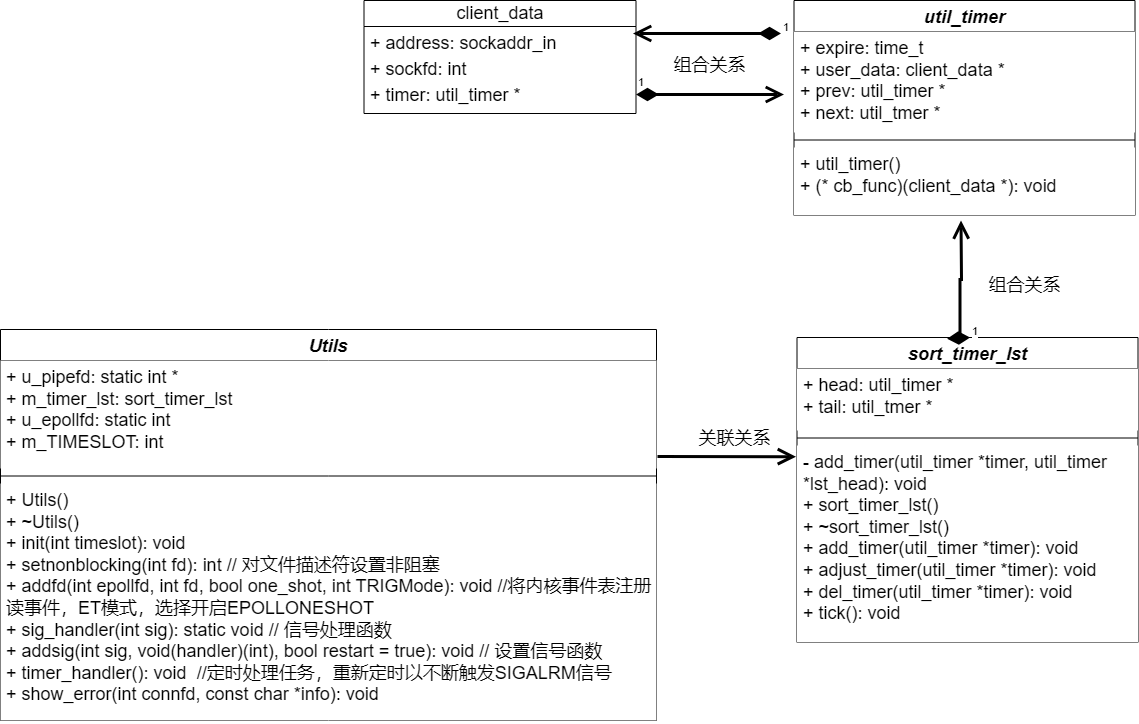 client_data
+ address: sockaddr_in
+ sockfd: int
+ timer: util_timer *
1
组合关系
1
util_timer
+ expire: time_t
+ user_data: client_data *
+ prev: util_timer *
+ next: util_tmer *
+ util_timer()
+ (* cb_func)(client_data *): void
组合关系
1
Utils
+ u_pipefd: static int *
+ m_timer_lst: sort_timer_lst
+ u_epollfd: static int
+ m_TIMESLOT: int
+ Utils()
+ ~Utils()
+ init(int timeslot): void
+ setnonblocking(int fd): int // 对文件描述符设置非阻塞
+ addfd(int epollfd, int fd, bool one_shot, int TRIGMode): void //将内核事件表注册
读事件，ET模式，选择开启EPOLLONESHOT
+ sig_handler(int sig): static void // 信号处理函数
+ addsig(int sig, void(handler)(int), bool restart = true): void // 设置信号函数
+ timer_handler(): void //定时处理任务，重新定时以不断触发SIGALRM信号
+ show_error(int connfd, const char *info): void
关联关系
sort_timer_lst
+ head: util_timer *
+ tail: util_tmer *
- add_timer(util_timer *timer, util_timer
*lst_head): void
+ sort_timer_lst()
+ ~sort_timer_lst()
+ add_timer(util_timer *timer): void
+ adjust_timer(util_timer *timer): void
+ del_timer(util_timer *timer): void
+ tick(): void